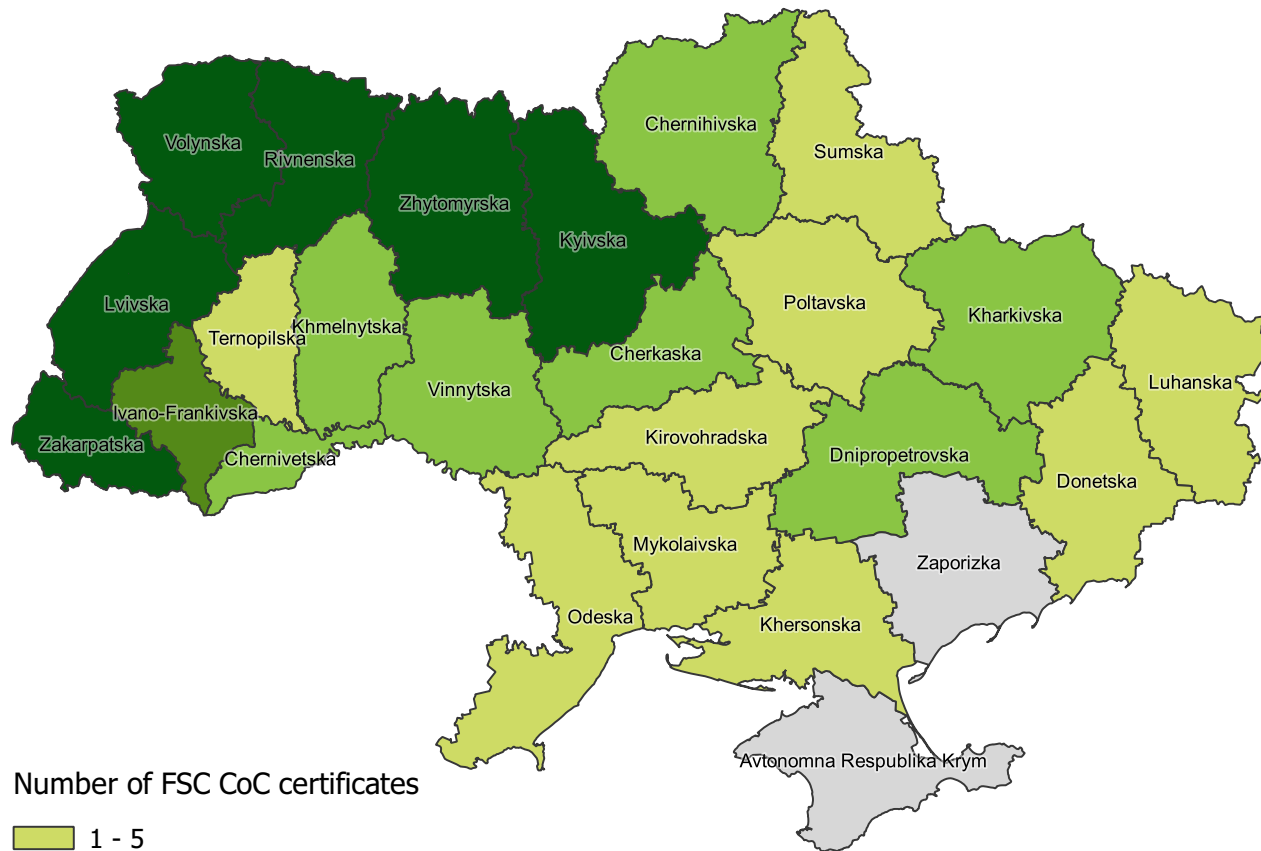 Chernihivska
Sumska
Volynska
Rivnenska
Zhytomyrska
Kyivska
Lvivska
Poltavska
Kharkivska
Ternopilska
Khmelnytska
Cherkaska
Luhanska
Vinnytska
Ivano-Frankivska
Kirovohradska
Zakarpatska
Chernivetska
Dnipropetrovska
Donetska
Mykolaivska
Zaporizka
Odeska
Khersonska
Avtonomna Respublika Krym
Number of FSC CoC certificates
1 - 5